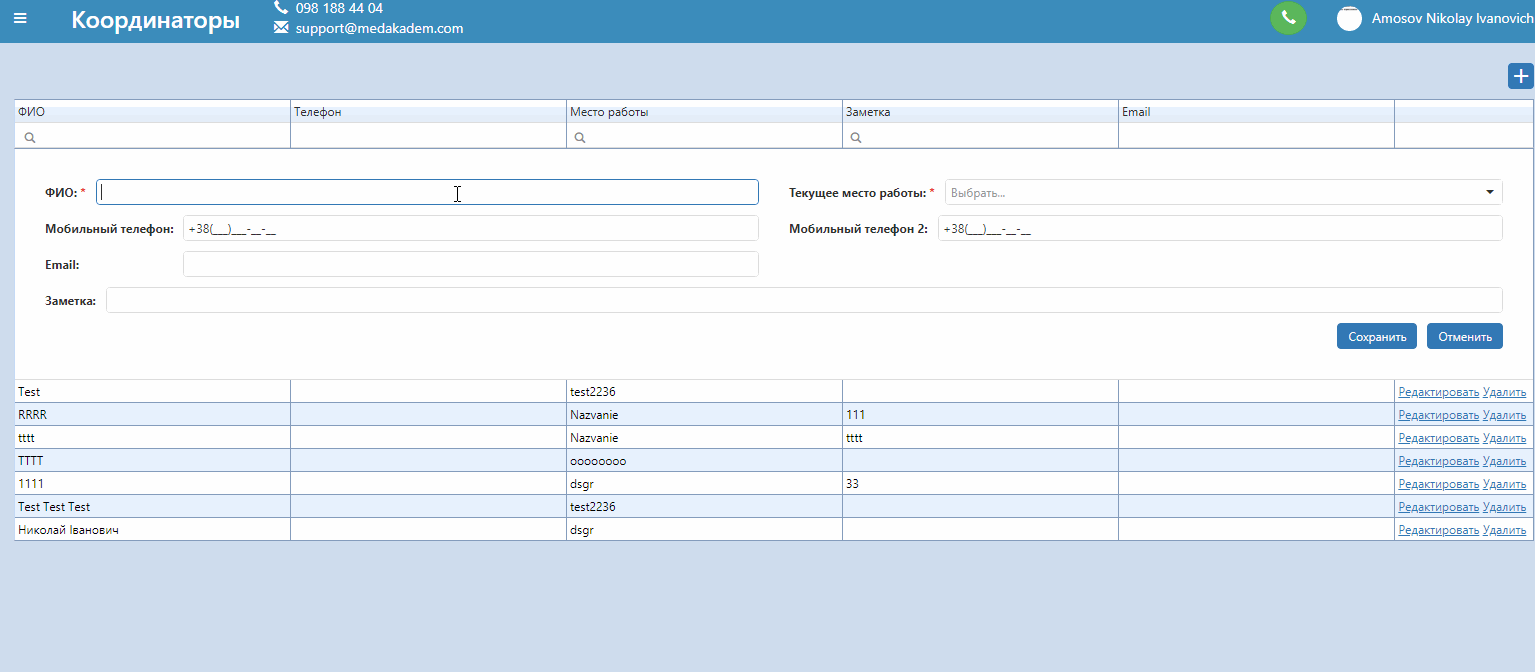 Координаторы
098 188 44 04
support@medakadem.com
Amosov Nikolay Ivanovich
ФИО Телефон Место работы Заметка Email
ФИО: *
Текущее место работы: * Выбрать...
Мобильный телефон: +38(___)___-__-__
Мобильный телефон 2: +38(___)___-__-__
Email:
Заметка:
Сохранить Отменить
Test test2236 Редактировать Удалить
RRRR Nazvanie 111 Редактировать Удалить
tttt Nazvanie tttt Редактировать Удалить
TTTT oooooooo Редактировать Удалить
1111 dsgr 33 Редактировать Удалить
Test Test Test test2236 Редактировать Удалить
Николай Іванович dsgr Редактировать Удалить